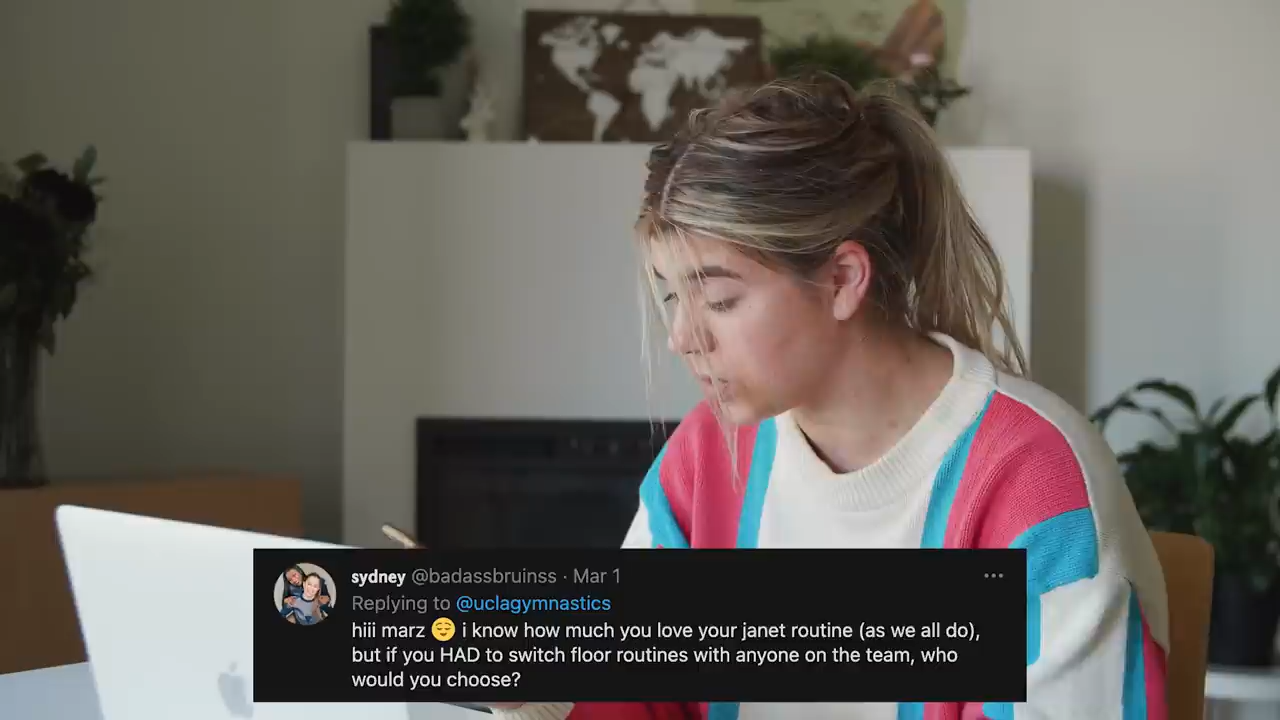 sydney @badassbruinss · Mar 1
Replying to @uclagymnastics
hiii marz 😌 i know how much you love your janet routine (as we all do),
but if you HAD to switch floor routines with anyone on the team, who
would you choose?